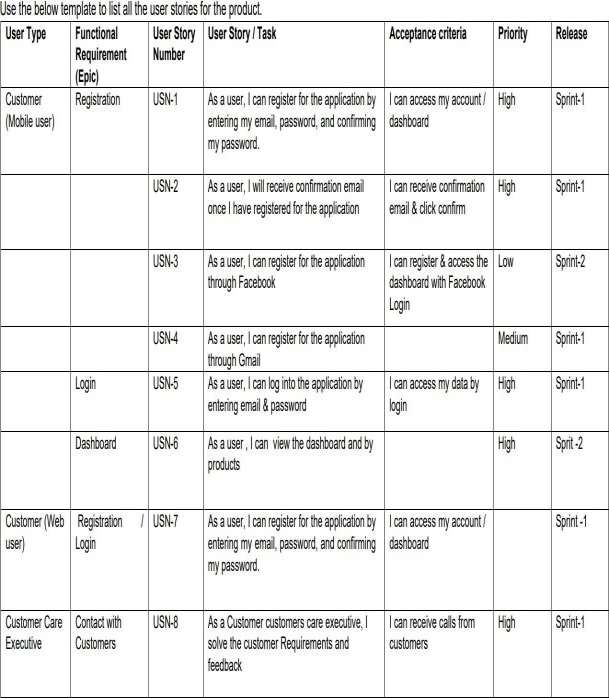 Use the below template to list all the user stories for the product.
User Type Functional Requirement (Epic) User Story Number User Story / Task Acceptance criteria Priority Release
Customer (Mobile user) Registration USN-1 As a user, I can register for the application by entering my email, password, and confirming my password. I can access my account / dashboard High Sprint-1
USN-2 As a user, I will receive confirmation email once I have registered for the application I can receive confirmation email & click confirm High Sprint-1
USN-3 As a user, I can register for the application through Facebook I can register & access the dashboard with Facebook Login Low Sprint-2
USN-4 As a user, I can register for the application through Gmail Medium Sprint-1
Login USN-5 As a user, I can log into the application by entering email & password I can access my data by login High Sprint-1
Dashboard USN-6 As a user , I can view the dashboard and by products High Sprit -2
Customer (Web user) Registration / Login USN-7 As a user, I can register for the application by entering my email, password, and confirming my password. I can access my account / dashboard Sprint -1
Customer Care Executive Contact with Customers USN-8 As a Customer customers care executive, I solve the customer Requirements and feedback I can receive calls from customers High Sprint-1